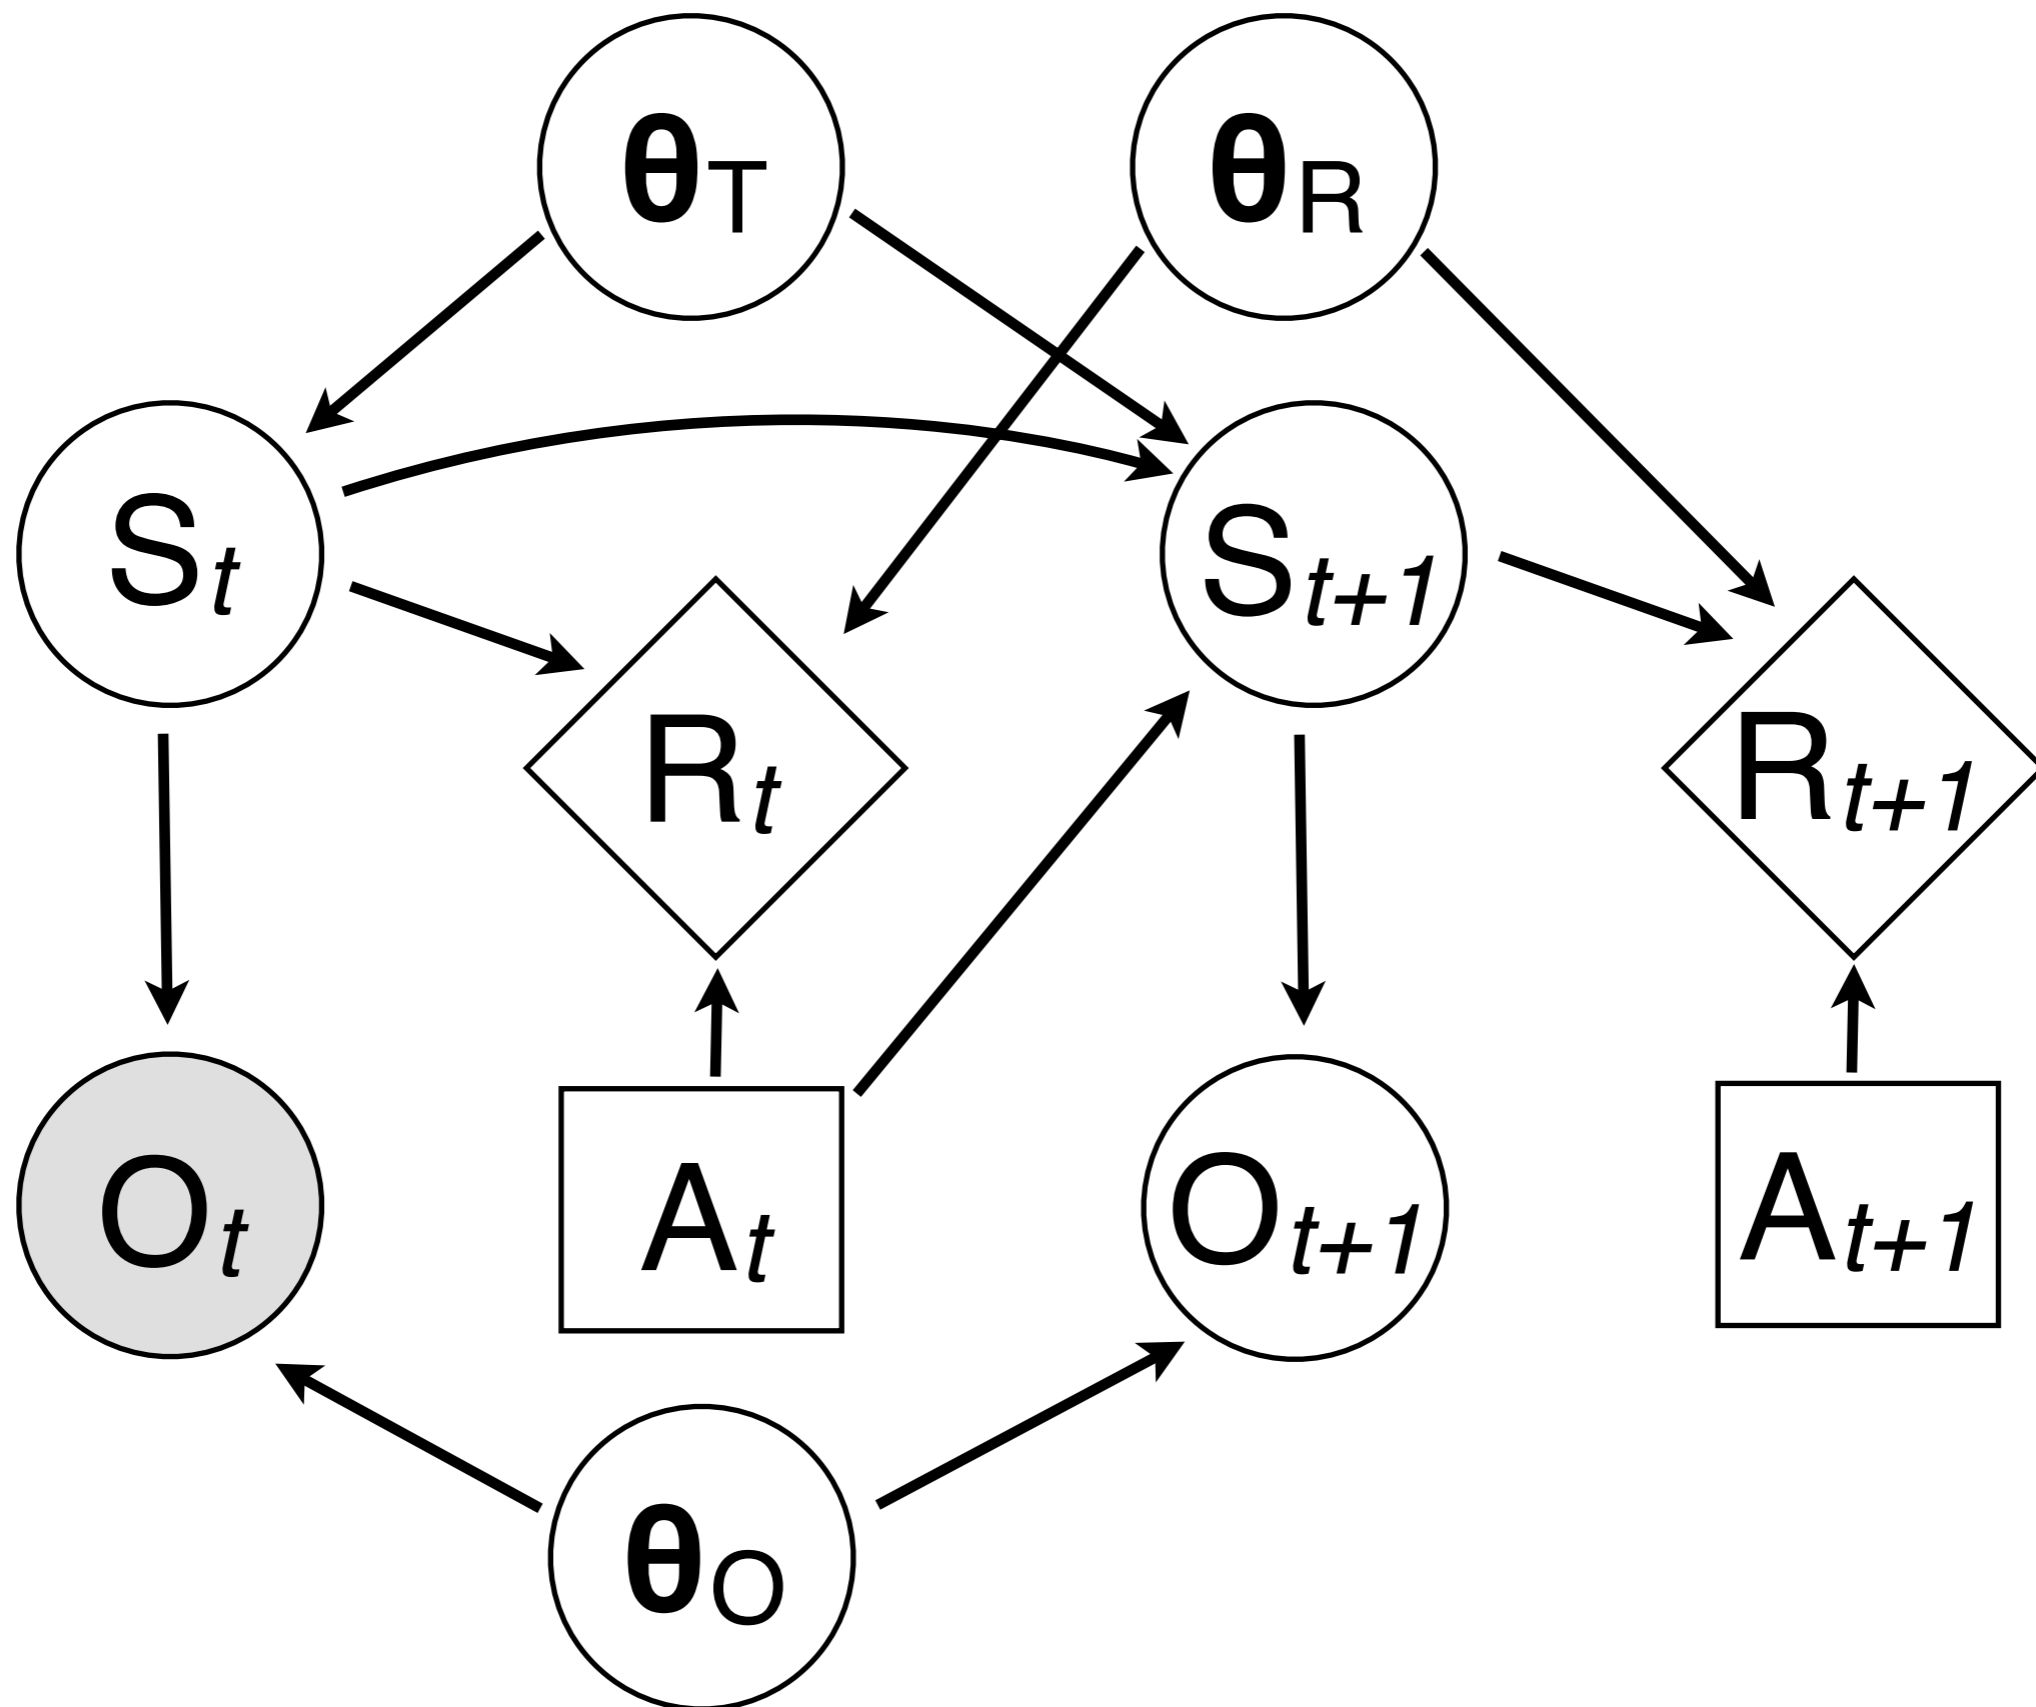 θT
θR
St
St+1
Rt
Rt+1
Ot
At
Ot+1
At+1
θO